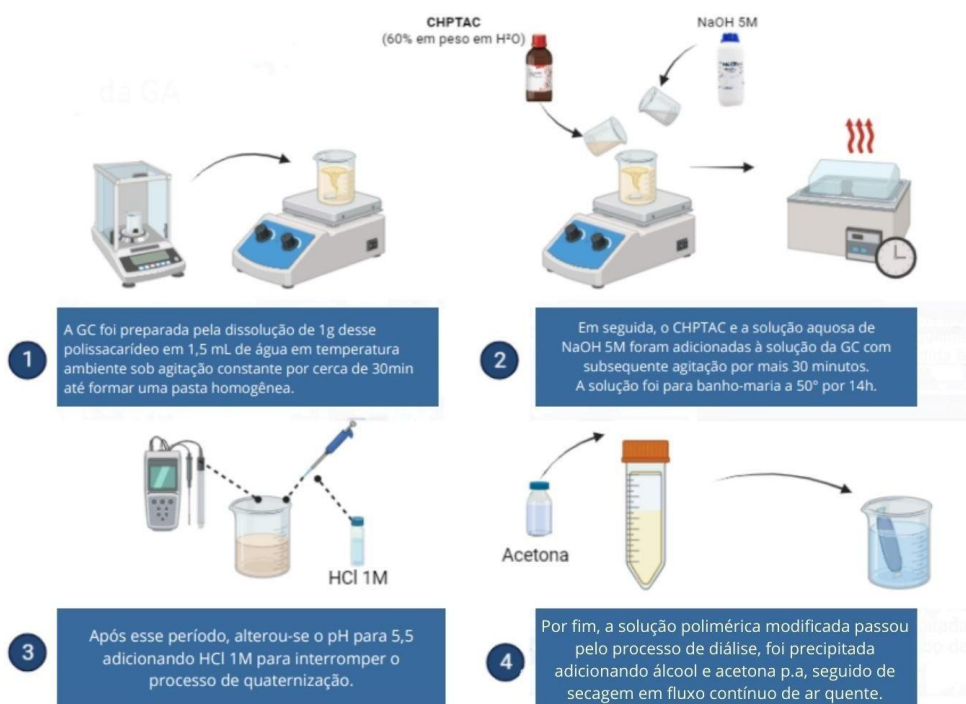 da GA
CHPTAC
(60% em peso em H²O)
NaOH 5M
1
A GC foi preparada pela dissolução de 1g desse
polissacarídeo em 1,5 mL de água em temperatura
ambiente sob agitação constante por cerca de 30min
até formar uma pasta homogênea.
2
Em seguida, o CHPTAC e a solução aquosa de
NaOH 5M foram adicionadas à solução da GC com
subsequente agitação por mais 30 minutos.
A solução foi para banho-maria a 50° por 14h.
HCl 1M
Acetona
3
Após esse período, alterou-se o pH para 5,5
adicionando HCl 1M para interromper o
processo de quaternização.
4
Por fim, a solução polimérica modificada passou
pelo processo de diálise, foi precipitada
adicionando álcool e acetona p.a, seguido de
secagem em fluxo contínuo de ar quente.